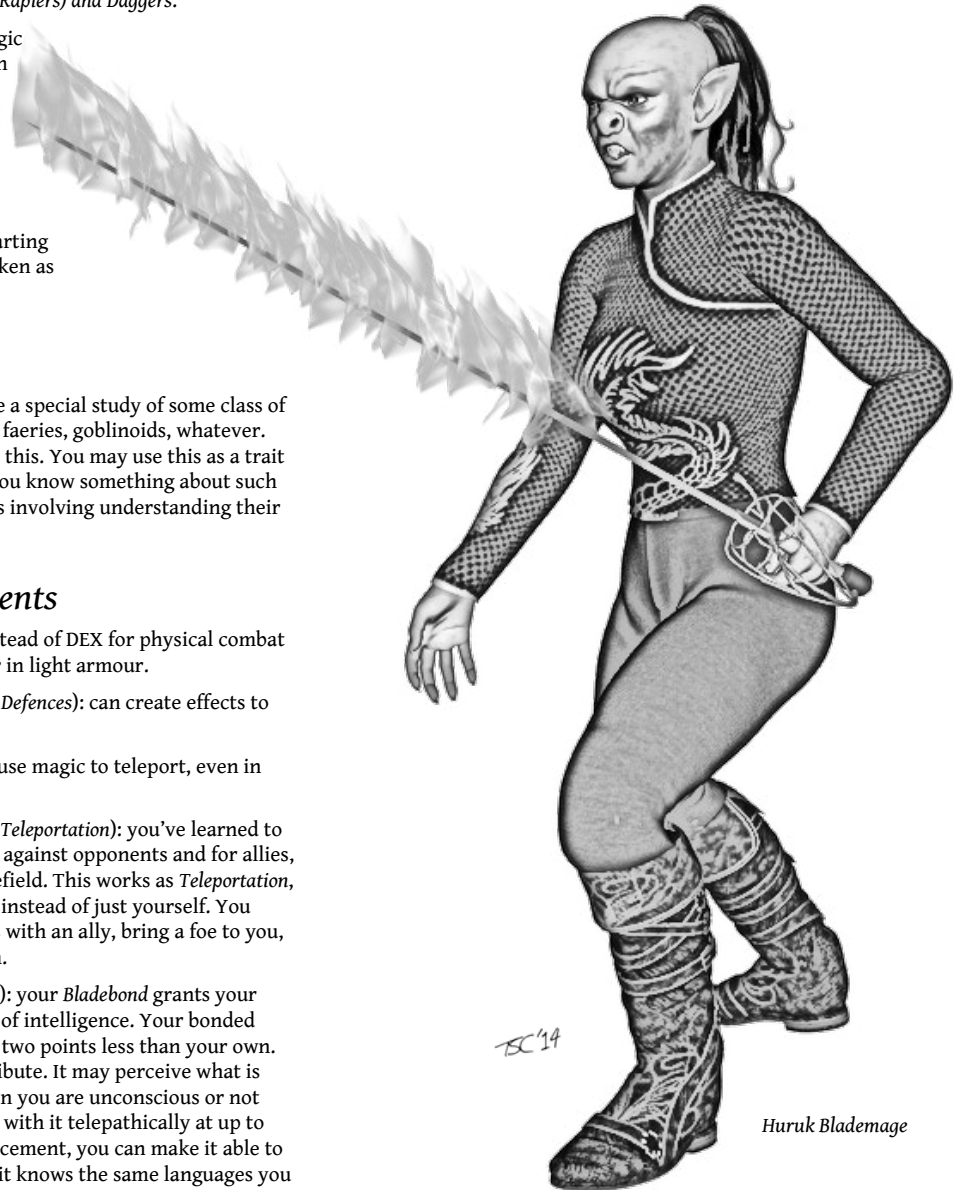 Rapiers) and Daggers.
gic
n
arting
ken as
e a special study of some class of
faeries, goblinoids, whatever.
this. You may use this as a trait
ou know something about such
s involving understanding their
ents
stead of DEX for physical combat
r in light armour.
Defences): can create effects to
use magic to teleport, even in
Teleportation): you've learned to
against opponents and for allies,
efield. This works as Teleportation,
instead of just yourself. You
with an ally, bring a foe to you,
n.
): your Bladebond grants your
of intelligence. Your bonded
two points less than your own.
ibute. It may perceive what is
n you are unconscious or not
with it telepathically at up to
cement, you can make it able to
it knows the same languages you
TSC '14
Huruk Blademage